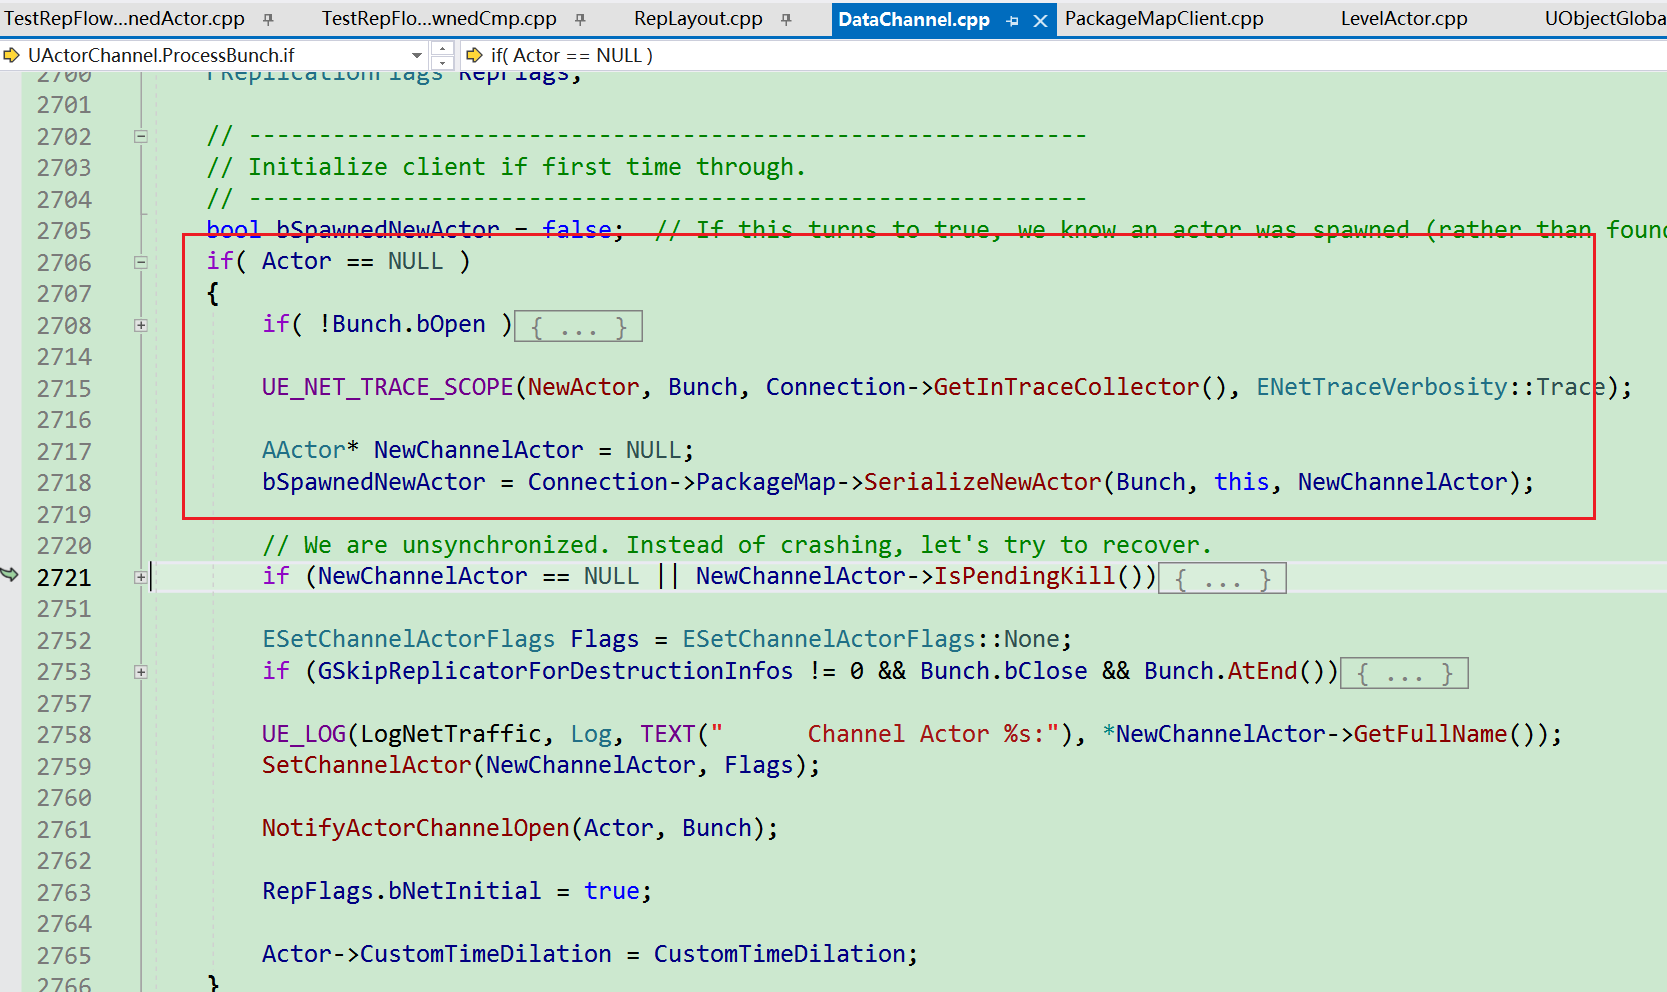 TestRepFlow...nedActor.cpp TestRepFlo...wnedCmp.cpp RepLayout.cpp DataChannel.cpp PackageMapClient.cpp LevelActor.cpp UObjectGloba
UActorChannel.ProcessBunch.if if( Actor == NULL )
2700 FReplicationFlags RepFlags;
2701
2702 // ------------------------------------------------------------
2703 // Initialize client if first time through.
2704 // ------------------------------------------------------------
2705 bool bSpawnedNewActor = false; // If this turns to true, we know an actor was spawned (rather than found
2706 if( Actor == NULL )
2707 {
2708 if( !Bunch.bOpen ){ ... }
2714
2715 UE_NET_TRACE_SCOPE(NewActor, Bunch, Connection->GetInTraceCollector(), ENetTraceVerbosity::Trace);
2716
2717 AActor* NewChannelActor = NULL;
2718 bSpawnedNewActor = Connection->PackageMap->SerializeNewActor(Bunch, this, NewChannelActor);
2719
2720 // We are unsynchronized. Instead of crashing, let's try to recover.
2721 if (NewChannelActor == NULL || NewChannelActor->IsPendingKill()){ ... }
2751
2752 ESetChannelActorFlags Flags = ESetChannelActorFlags::None;
2753 if (GSkipReplicatorForDestructionInfos != 0 && Bunch.bClose && Bunch.AtEnd()){ ... }
2757
2758 UE_LOG(LogNetTraffic, Log, TEXT("      Channel Actor %s:"), *NewChannelActor->GetFullName());
2759 SetChannelActor(NewChannelActor, Flags);
2760
2761 NotifyActorChannelOpen(Actor, Bunch);
2762
2763 RepFlags.bNetInitial = true;
2764
2765 Actor->CustomTimeDilation = CustomTimeDilation;
2766 }